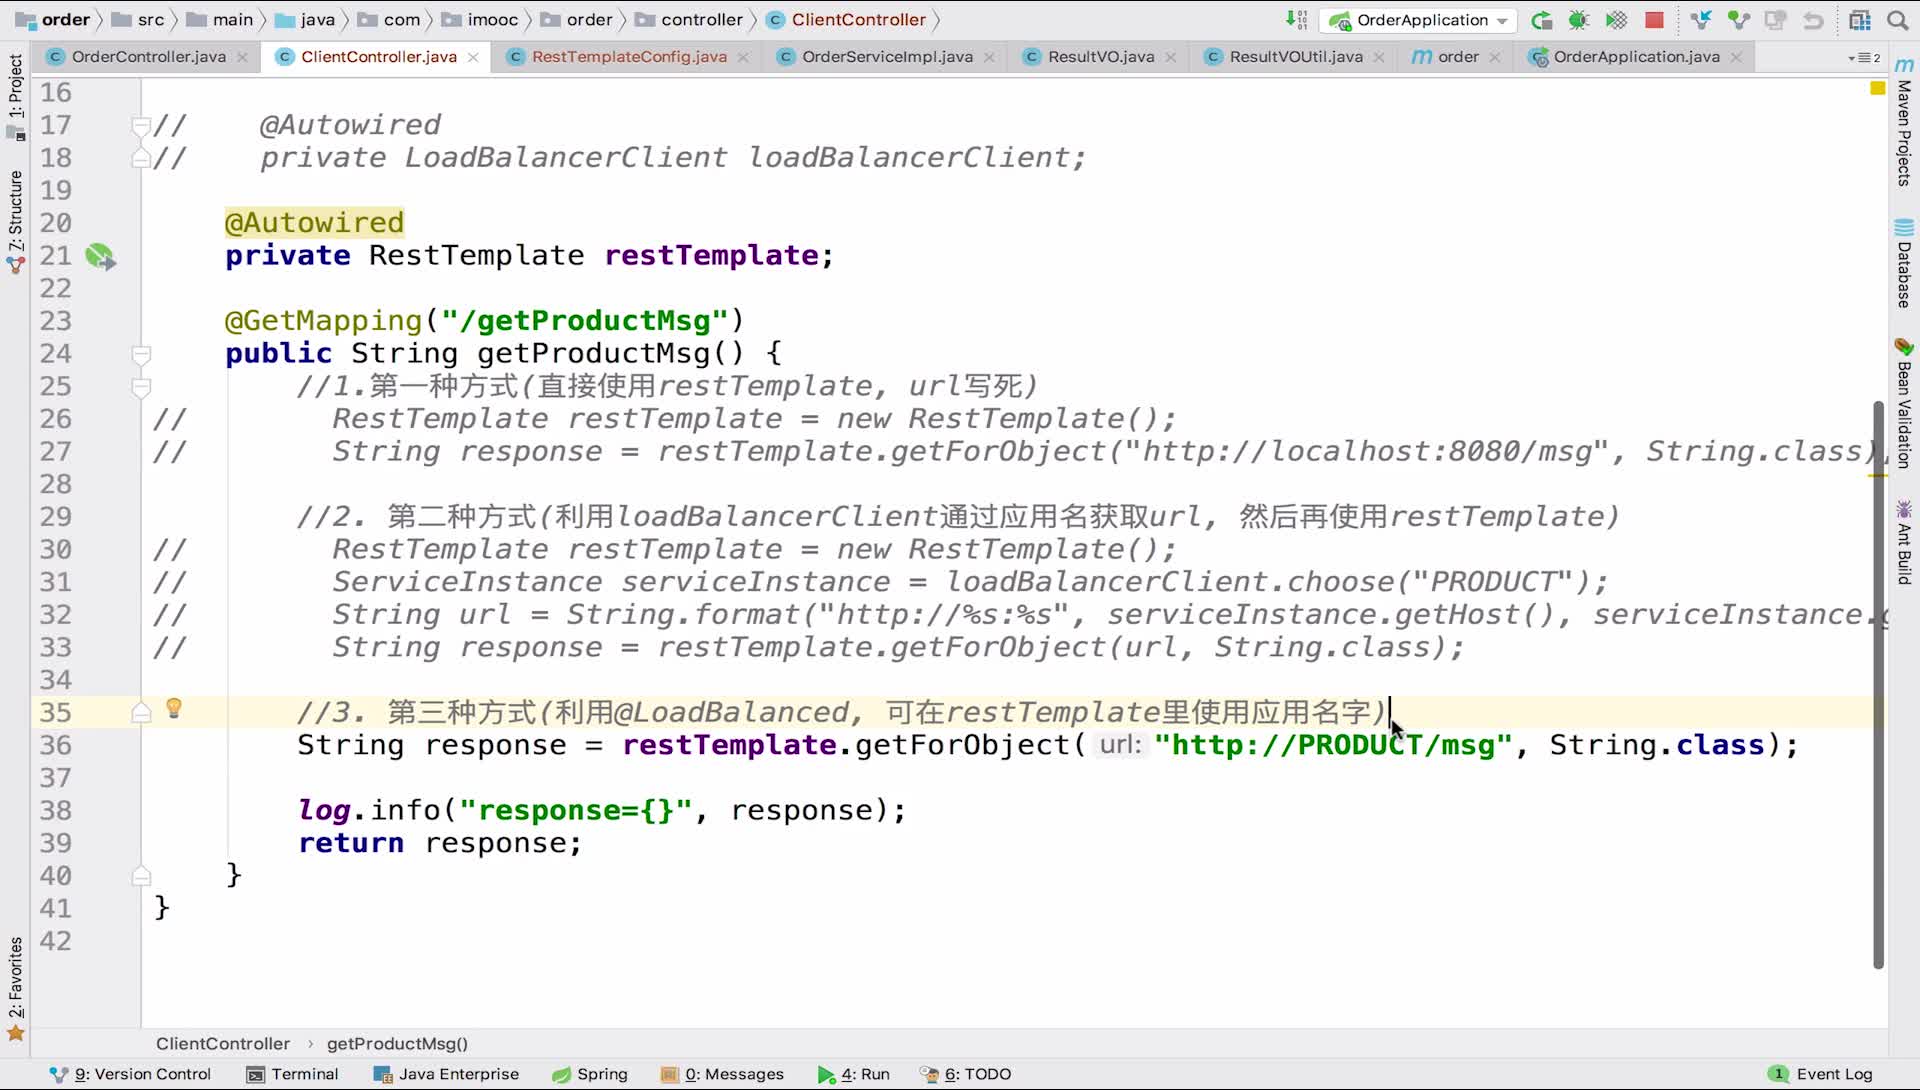 order src main java com imooc order controller ClientController OrderApplication
OrderController.java ClientController.java RestTemplateConfig.java OrderServiceImpl.java ResultVO.java ResultVOUtil.java order OrderApplication.java 2
16
17 // @Autowired
18 // private LoadBalancerClient loadBalancerClient;
19
20 @Autowired
21 private RestTemplate restTemplate;
22
23 @GetMapping("/getProductMsg")
24 public String getProductMsg() {
25 //1.第一种方式(直接使用restTemplate, url写死)
26 // RestTemplate restTemplate = new RestTemplate();
27 // String response = restTemplate.getForObject("http://localhost:8080/msg", String.class)
28
29 //2. 第二种方式(利用loadBalancerClient通过应用名获取url, 然后再使用restTemplate)
30 // RestTemplate restTemplate = new RestTemplate();
31 // ServiceInstance serviceInstance = loadBalancerClient.choose("PRODUCT");
32 // String url = String.format("http://%s:%s", serviceInstance.getHost(), serviceInstance.
33 // String response = restTemplate.getForObject(url, String.class);
34
35 //3. 第三种方式(利用@LoadBalanced, 可在restTemplate里使用应用名字)
36 String response = restTemplate.getForObject( url: "http://PRODUCT/msg", String.class);
37
38 log.info("response={}", response);
39 return response;
40 }
41 }
42
ClientController › getProductMsg()
9: Version Control Terminal Java Enterprise Spring 0: Messages 4: Run 6: TODO 1 Event Log
1: Project
7: Structure
2: Favorites
Maven Projects
Database
Bean Validation
Ant Build